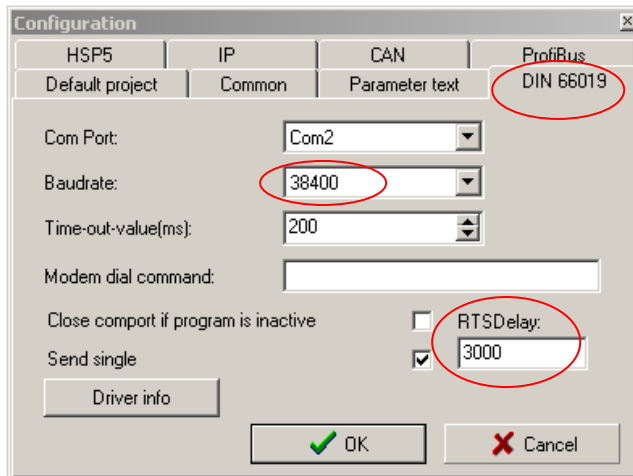 Configuration
HSP5 IP CAN ProfiBus
Default project Common Parameter text DIN 66019
Com Port: Com2
Baudrate: 38400
Time-out-value(ms): 200
Modem dial command:
Close comport if program is inactive RTSDelay:
Send single 3000
Driver info
OK Cancel